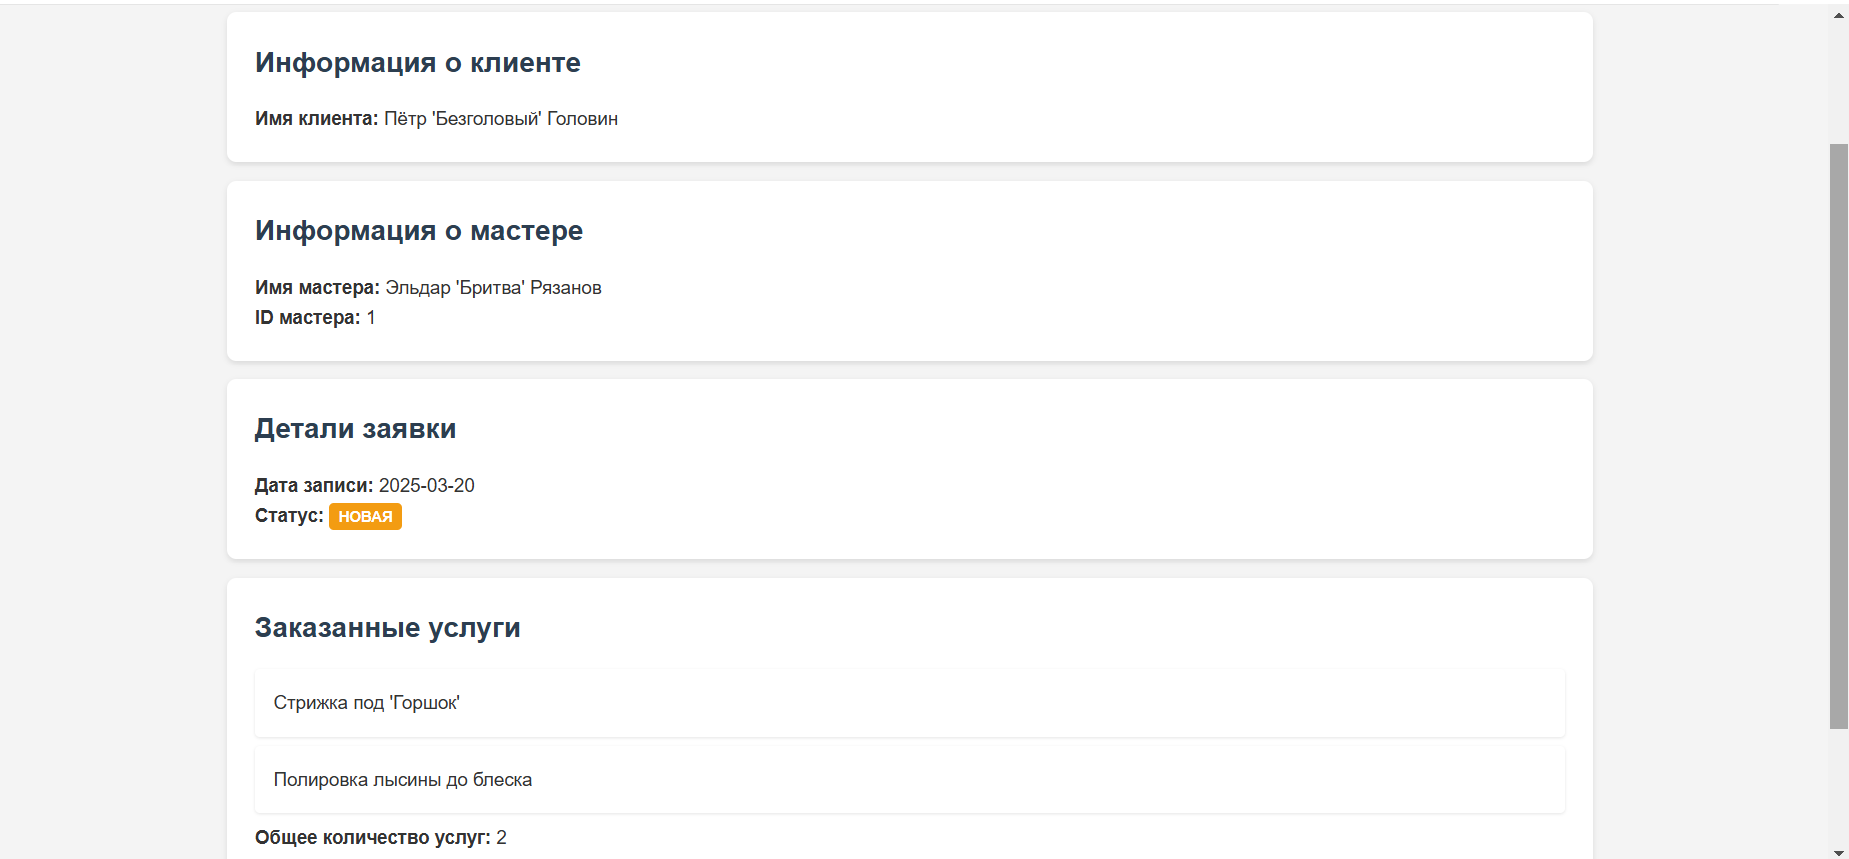 Информация о клиенте
Имя клиента: Пётр 'Безголовый' Головин
Информация о мастере
Имя мастера: Эльдар 'Бритва' Рязанов
ID мастера: 1
Детали заявки
Дата записи: 2025-03-20
Статус: НОВАЯ
Заказанные услуги
Стрижка под 'Горшок'
Полировка лысины до блеска
Общее количество услуг: 2